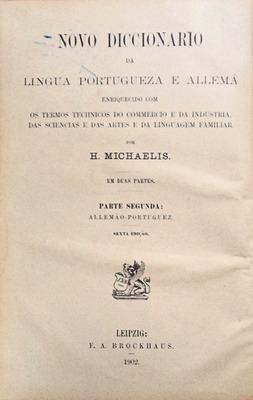 NOVO DICCIONARIO
DA
LINGUA PORTUGUEZA E ALLEMÃ
ENRIQUECIDO COM
OS TERMOS TECHNICOS DO COMMERCIO E DA INDUSTRIA,
DAS SCIENCIAS E DAS ARTES E DA LINGUAGEM FAMILIAR
POR
H. MICHAELIS.
EM DUAS PARTES.
PARTE SEGUNDA:
ALLEMÃO-PORTUGUEZ.
SEXTA EDIÇÃO.
LEIPZIG:
F. A. BROCKHAUS.
1902.